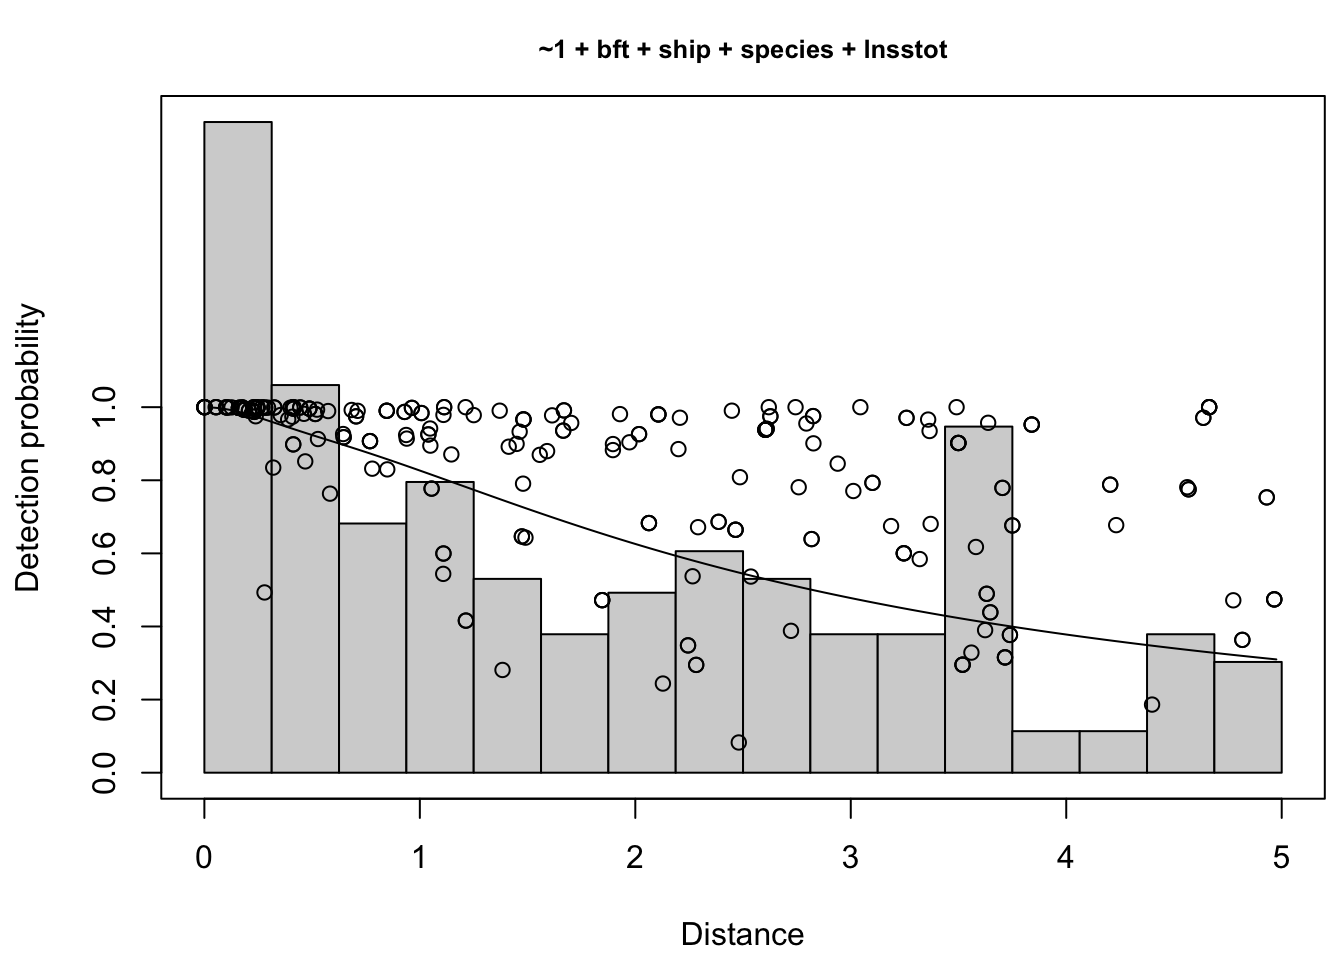 ~1 + bft + ship + species + lnsstot
Detection probability
1.0
0.8
0.6
0.4
0.2
0.0
0 1 2 3 4 5
Distance